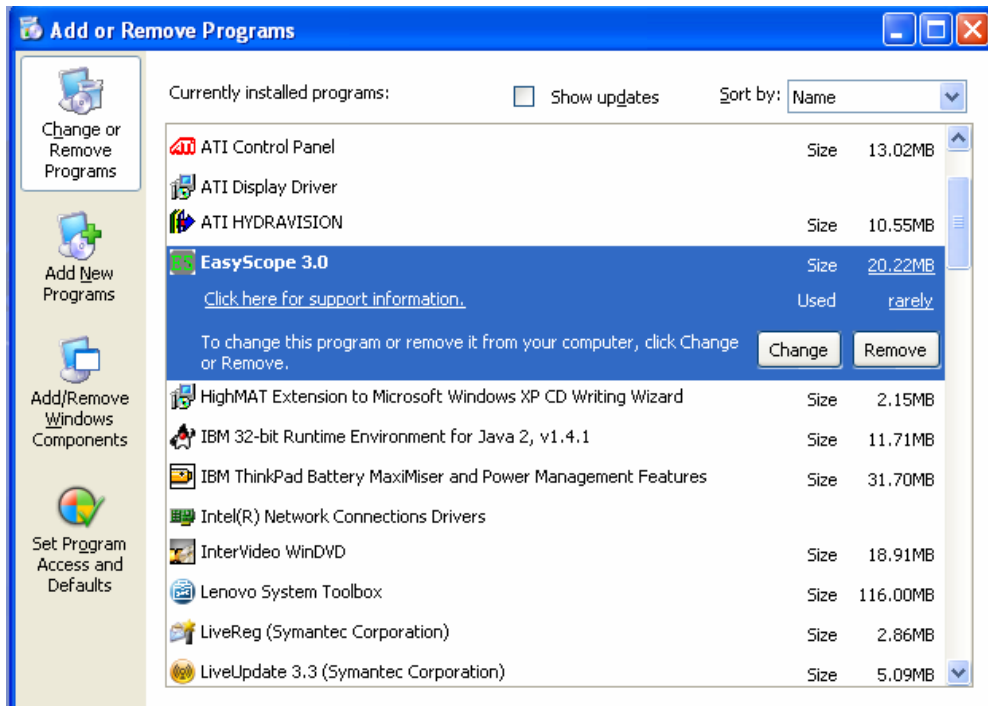 Add or Remove Programs
Change or
Remove
Programs
Add New
Programs
Add/Remove
Windows
Components
Set Program
Access and
Defaults
Currently installed programs:
Show updates
Sort by: Name
ATI
ATI Control Panel Size 13.02MB
ATI Display Driver
ATI HYDRAVISION Size 10.55MB
ES
EasyScope 3.0 Size 20.22MB
Click here for support information. Used rarely
To change this program or remove it from your computer, click Change
or Remove.
Change Remove
HighMAT Extension to Microsoft Windows XP CD Writing Wizard Size 2.15MB
IBM 32-bit Runtime Environment for Java 2, v1.4.1 Size 11.71MB
IBM ThinkPad Battery MaxiMiser and Power Management Features Size 31.70MB
Intel(R) Network Connections Drivers
InterVideo WinDVD Size 18.91MB
Lenovo System Toolbox Size 116.00MB
LiveReg (Symantec Corporation) Size 2.86MB
LiveUpdate 3.3 (Symantec Corporation) Size 5.09MB